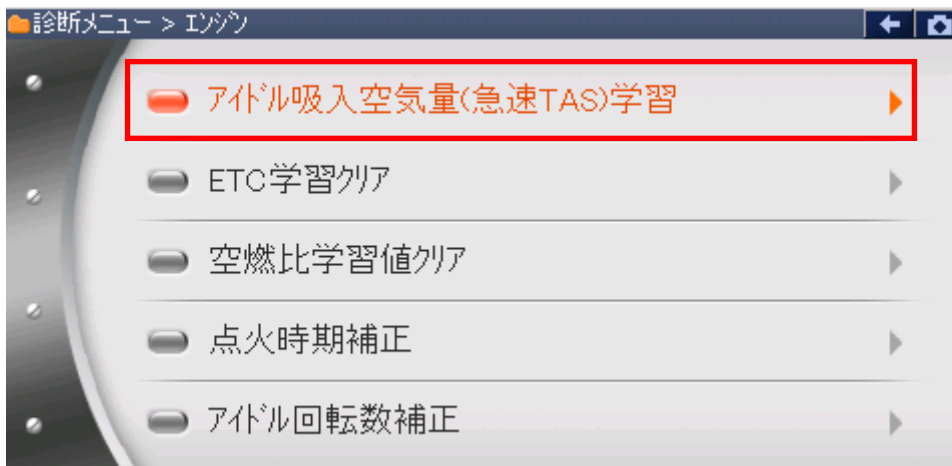 診断メニュー > エンジン
アイドル吸入空気量(急速TAS)学習
ETC学習クリア
空燃比学習値クリア
点火時期補正
アイドル回転数補正